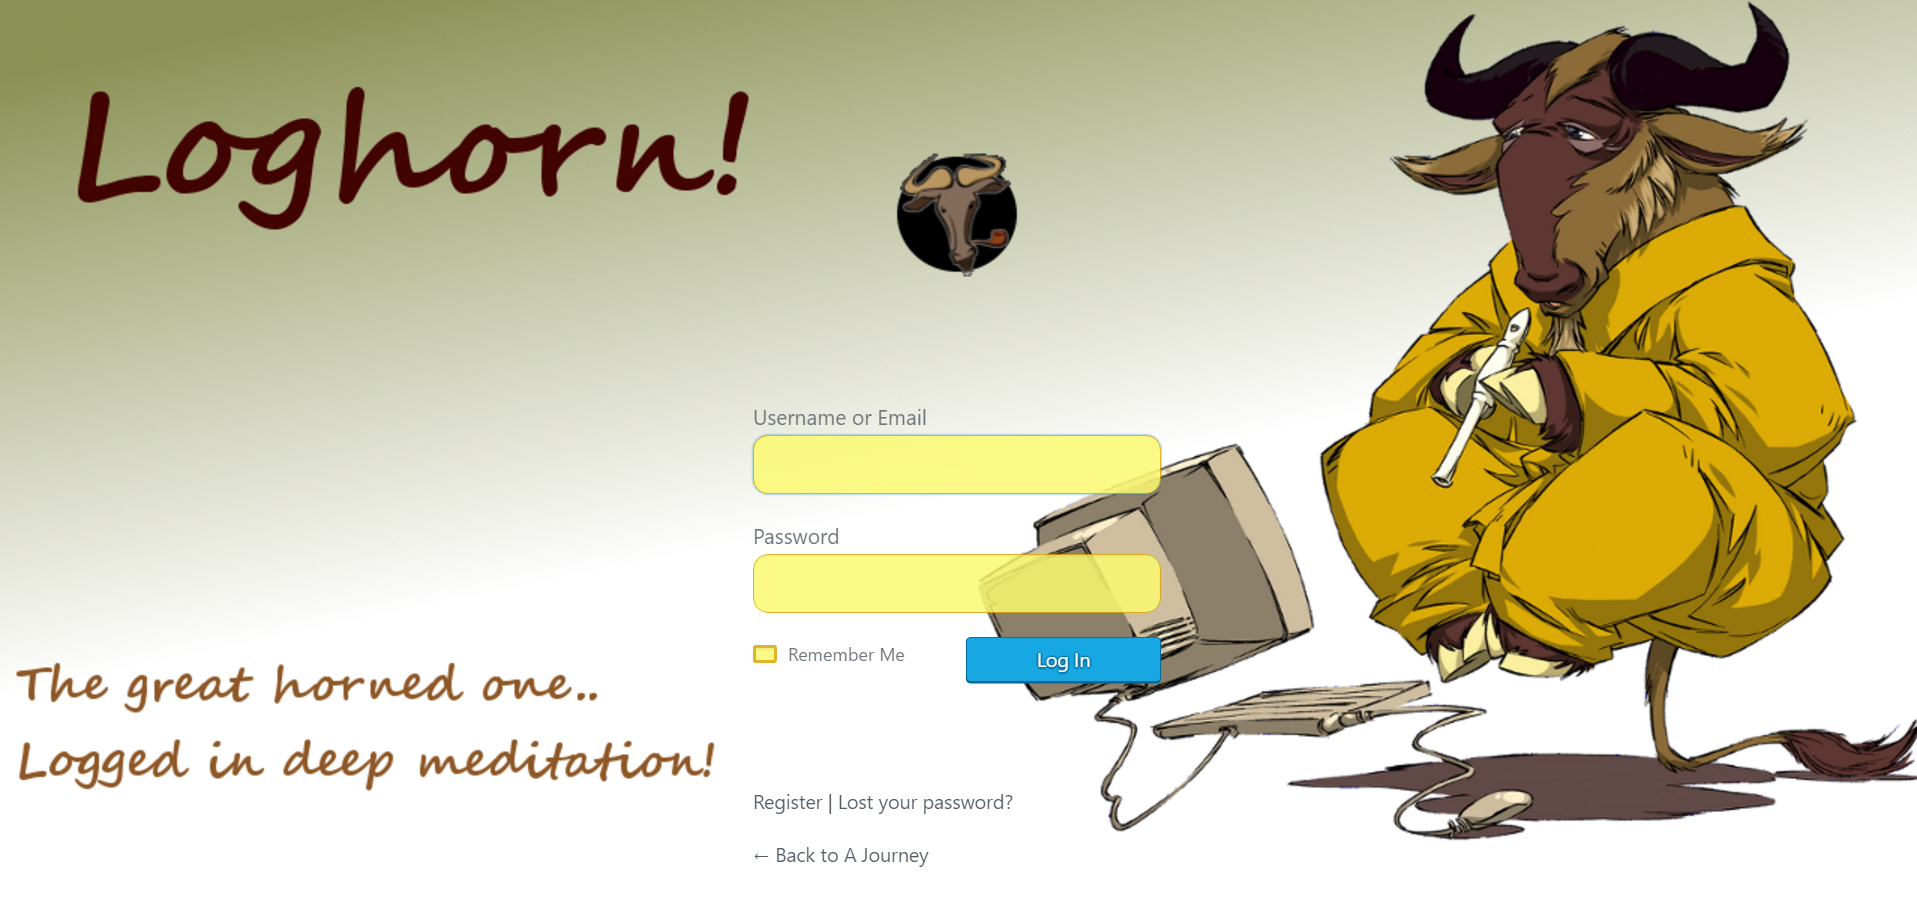 Loghorn!
Username or Email
Password
Remember Me
Log In
The great horned one..
Logged in deep meditation!
Register | Lost your password?
← Back to A Journey